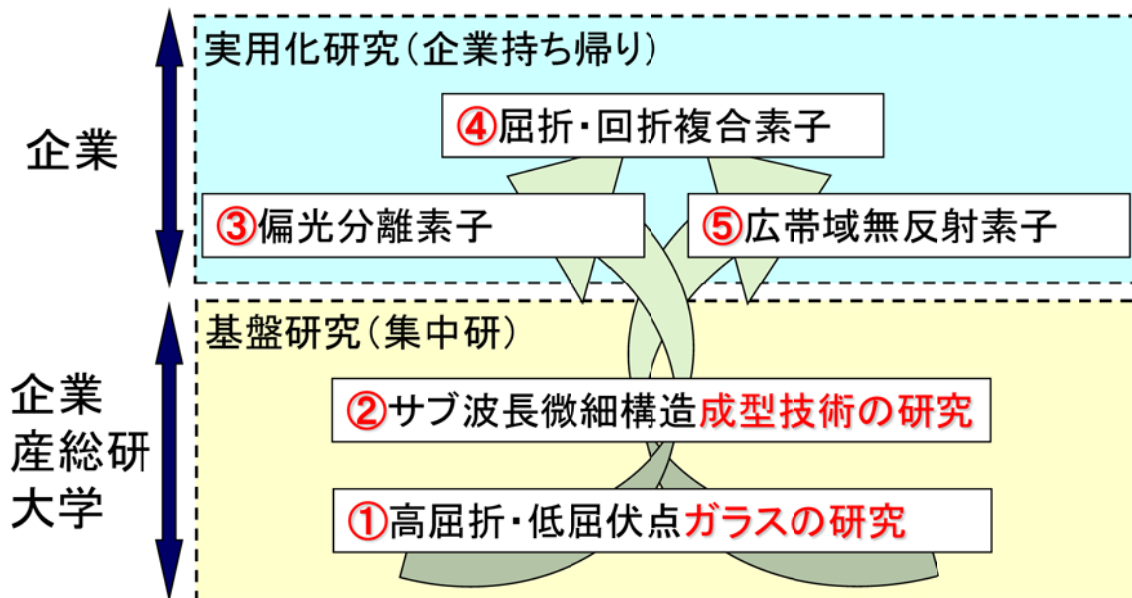 実用化研究（企業持ち帰り）
④屈折・回折複合素子
企業
③偏光分離素子
⑤広帯域無反射素子
基盤研究（集中研）
企業
産総研
大学
②サブ波長微細構造成型技術の研究
①高屈折・低屈伏点ガラスの研究